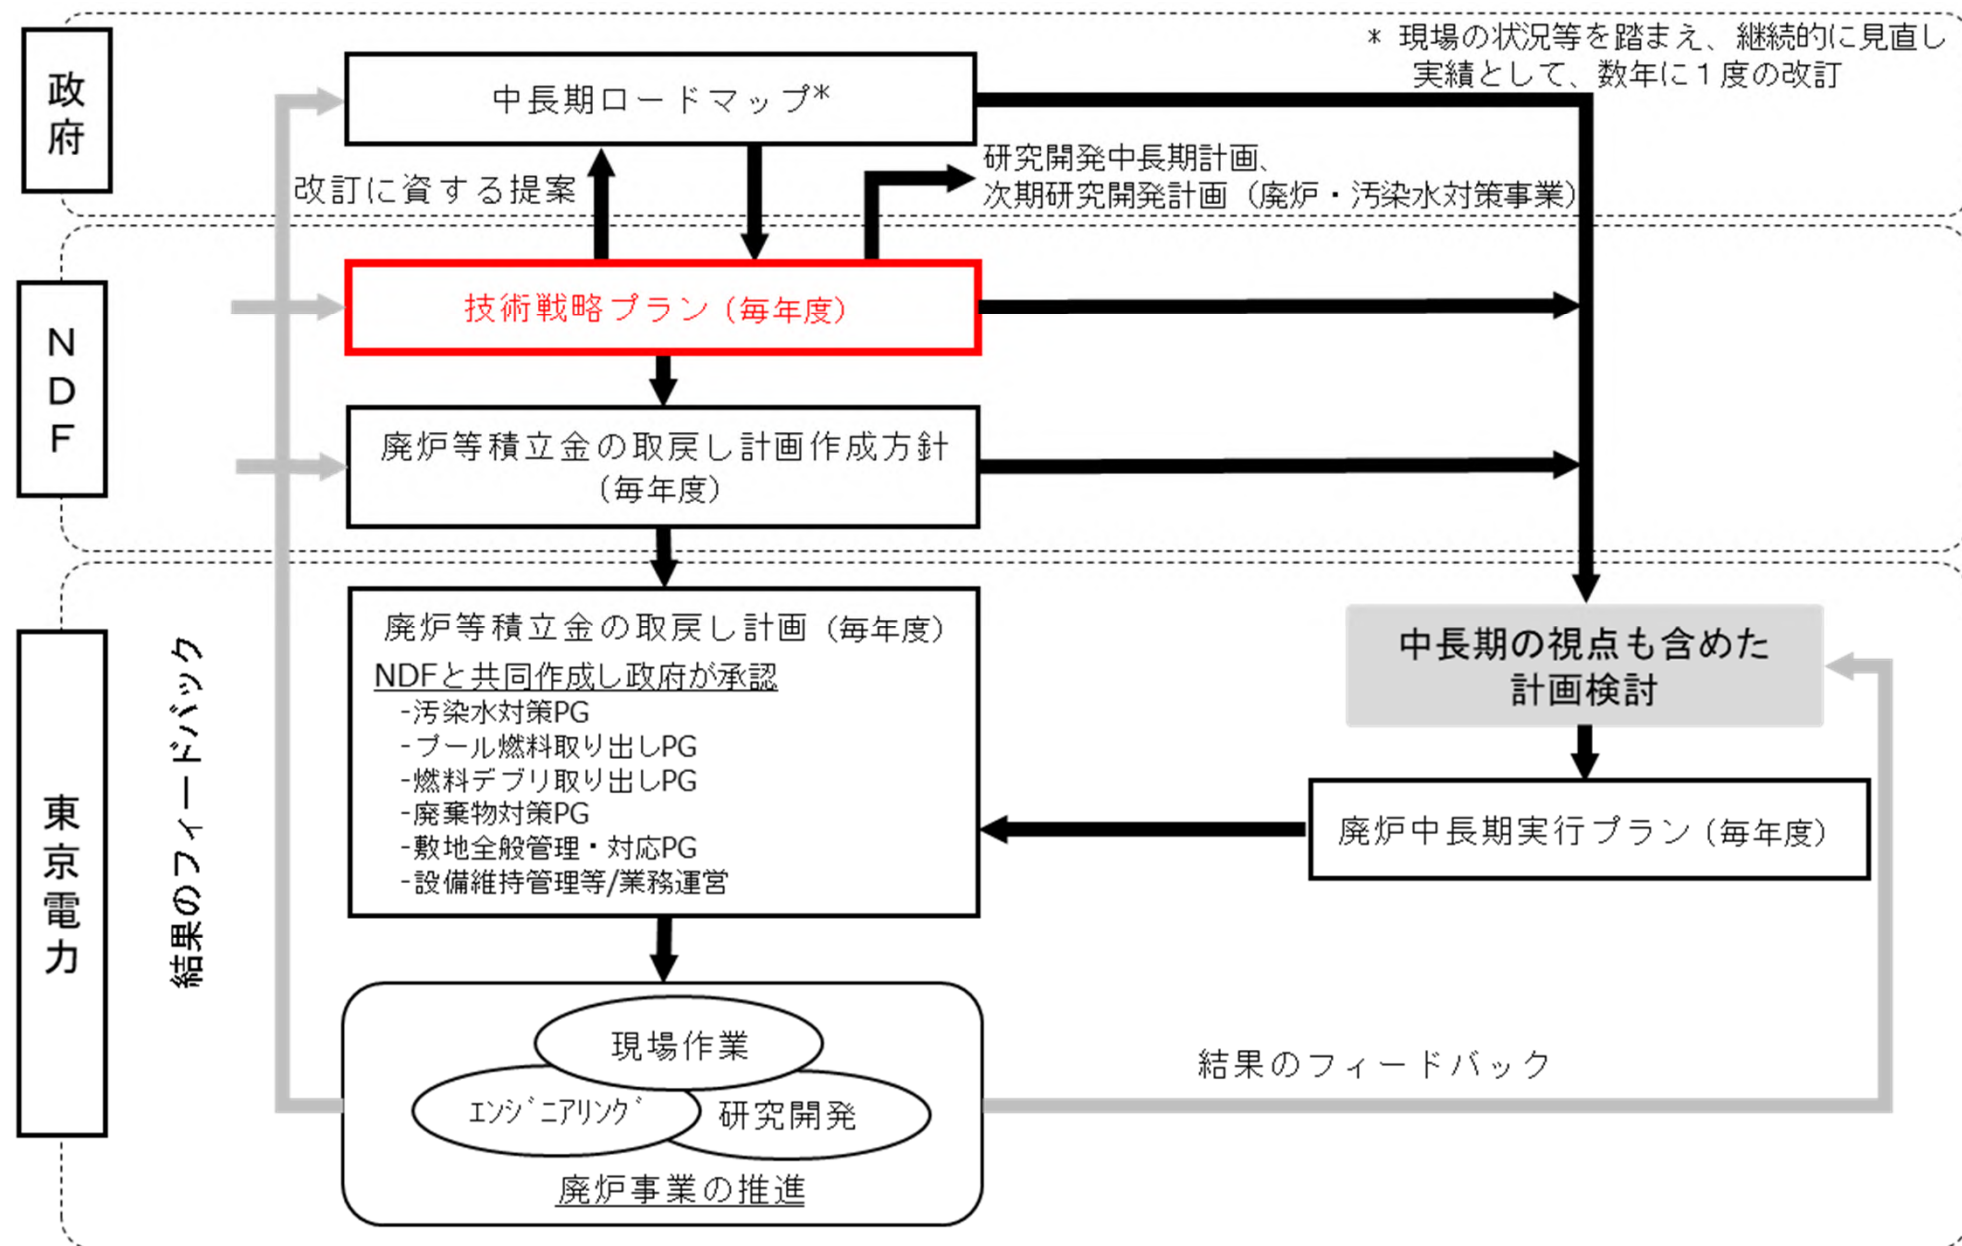 政府
* 現場の状況等を踏まえ、継続的に見直し
実績として、数年に１度の改訂
中長期ロードマップ*
改訂に資する提案
研究開発中長期計画、
次期研究開発計画（廃炉・汚染水対策事業）
NDF
技術戦略プラン（毎年度）
廃炉等積立金の取戻し計画作成方針
（毎年度）
東京電力
結果のフィードバック
廃炉等積立金の取戻し計画（毎年度）
NDFと共同作成し政府が承認
-汚染水対策PG
-プール燃料取り出しPG
-燃料デブリ取り出しPG
-廃棄物対策PG
-敷地全般管理・対応PG
-設備維持管理等/業務運営
中長期の視点も含めた
計画検討
廃炉中長期実行プラン（毎年度）
現場作業
ｴﾝｼﾞﾆｱﾘﾝｸﾞ
研究開発
廃炉事業の推進
結果のフィードバック